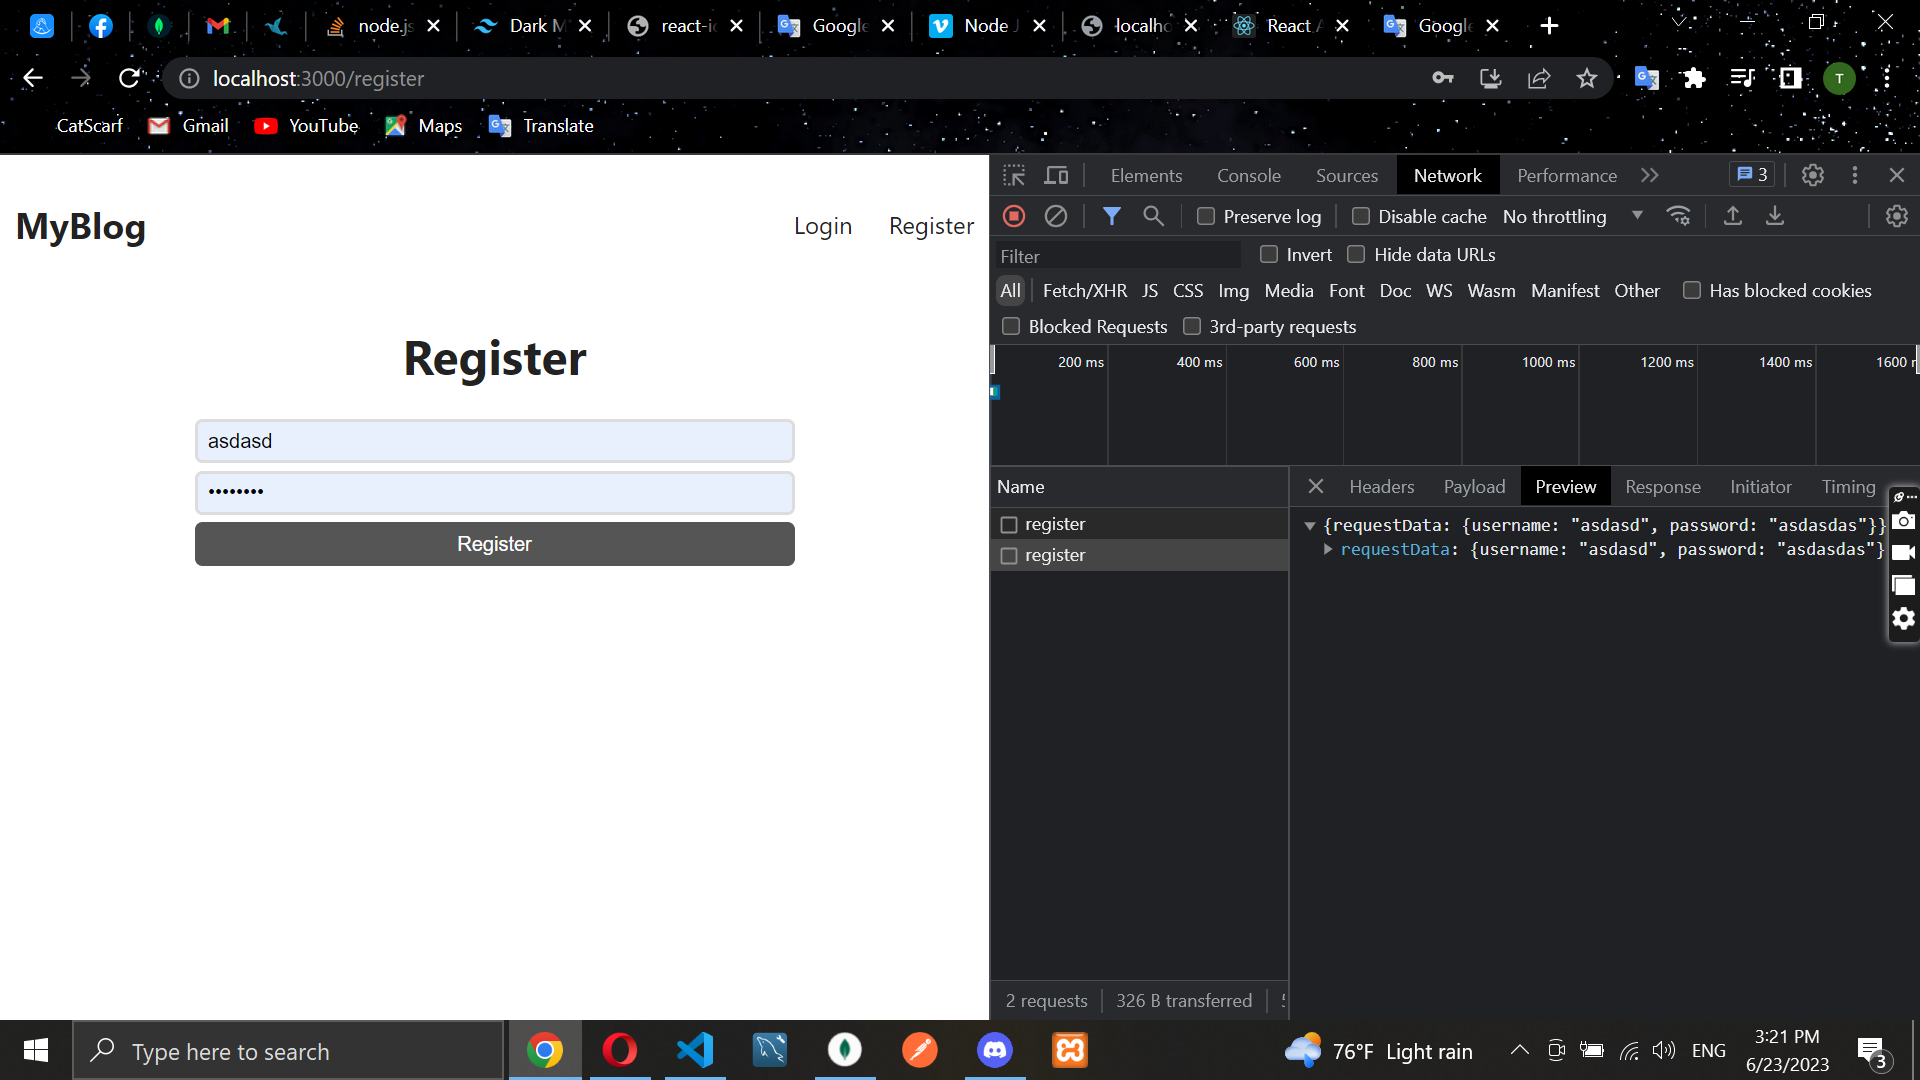 node.js
Dark M
react-ic
Google
Node J
localho
React A
Google
localhost:3000/register
T
CatScarf
Gmail
YouTube
Maps
Translate
MyBlog
Login
Register
Register
asdasd
••••••••
Register
Elements
Console
Sources
Network
Performance
3
Preserve log
Disable cache
No throttling
Filter
Invert
Hide data URLs
All
Fetch/XHR
JS
CSS
Img
Media
Font
Doc
WS
Wasm
Manifest
Other
Has blocked cookies
Blocked Requests
3rd-party requests
200 ms
400 ms
600 ms
800 ms
1000 ms
1200 ms
1400 ms
1600
Name
Headers
Payload
Preview
Response
Initiator
Timing
register
register
{requestData: {username: "asdasd", password: "asdasdas"}}
requestData: {username: "asdasd", password: "asdasdas"}
2 requests
326 B transferred
Type here to search
76°F Light rain
ENG
3:21 PM
6/23/2023
3